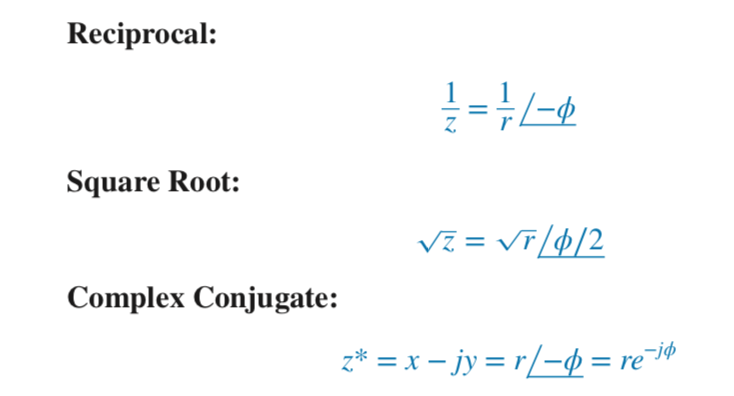 Reciprocal:
1/z = 1/r /−ϕ
Square Root:
√z = √r /ϕ/2
Complex Conjugate:
z* = x − jy = r/−ϕ = re^−jϕ